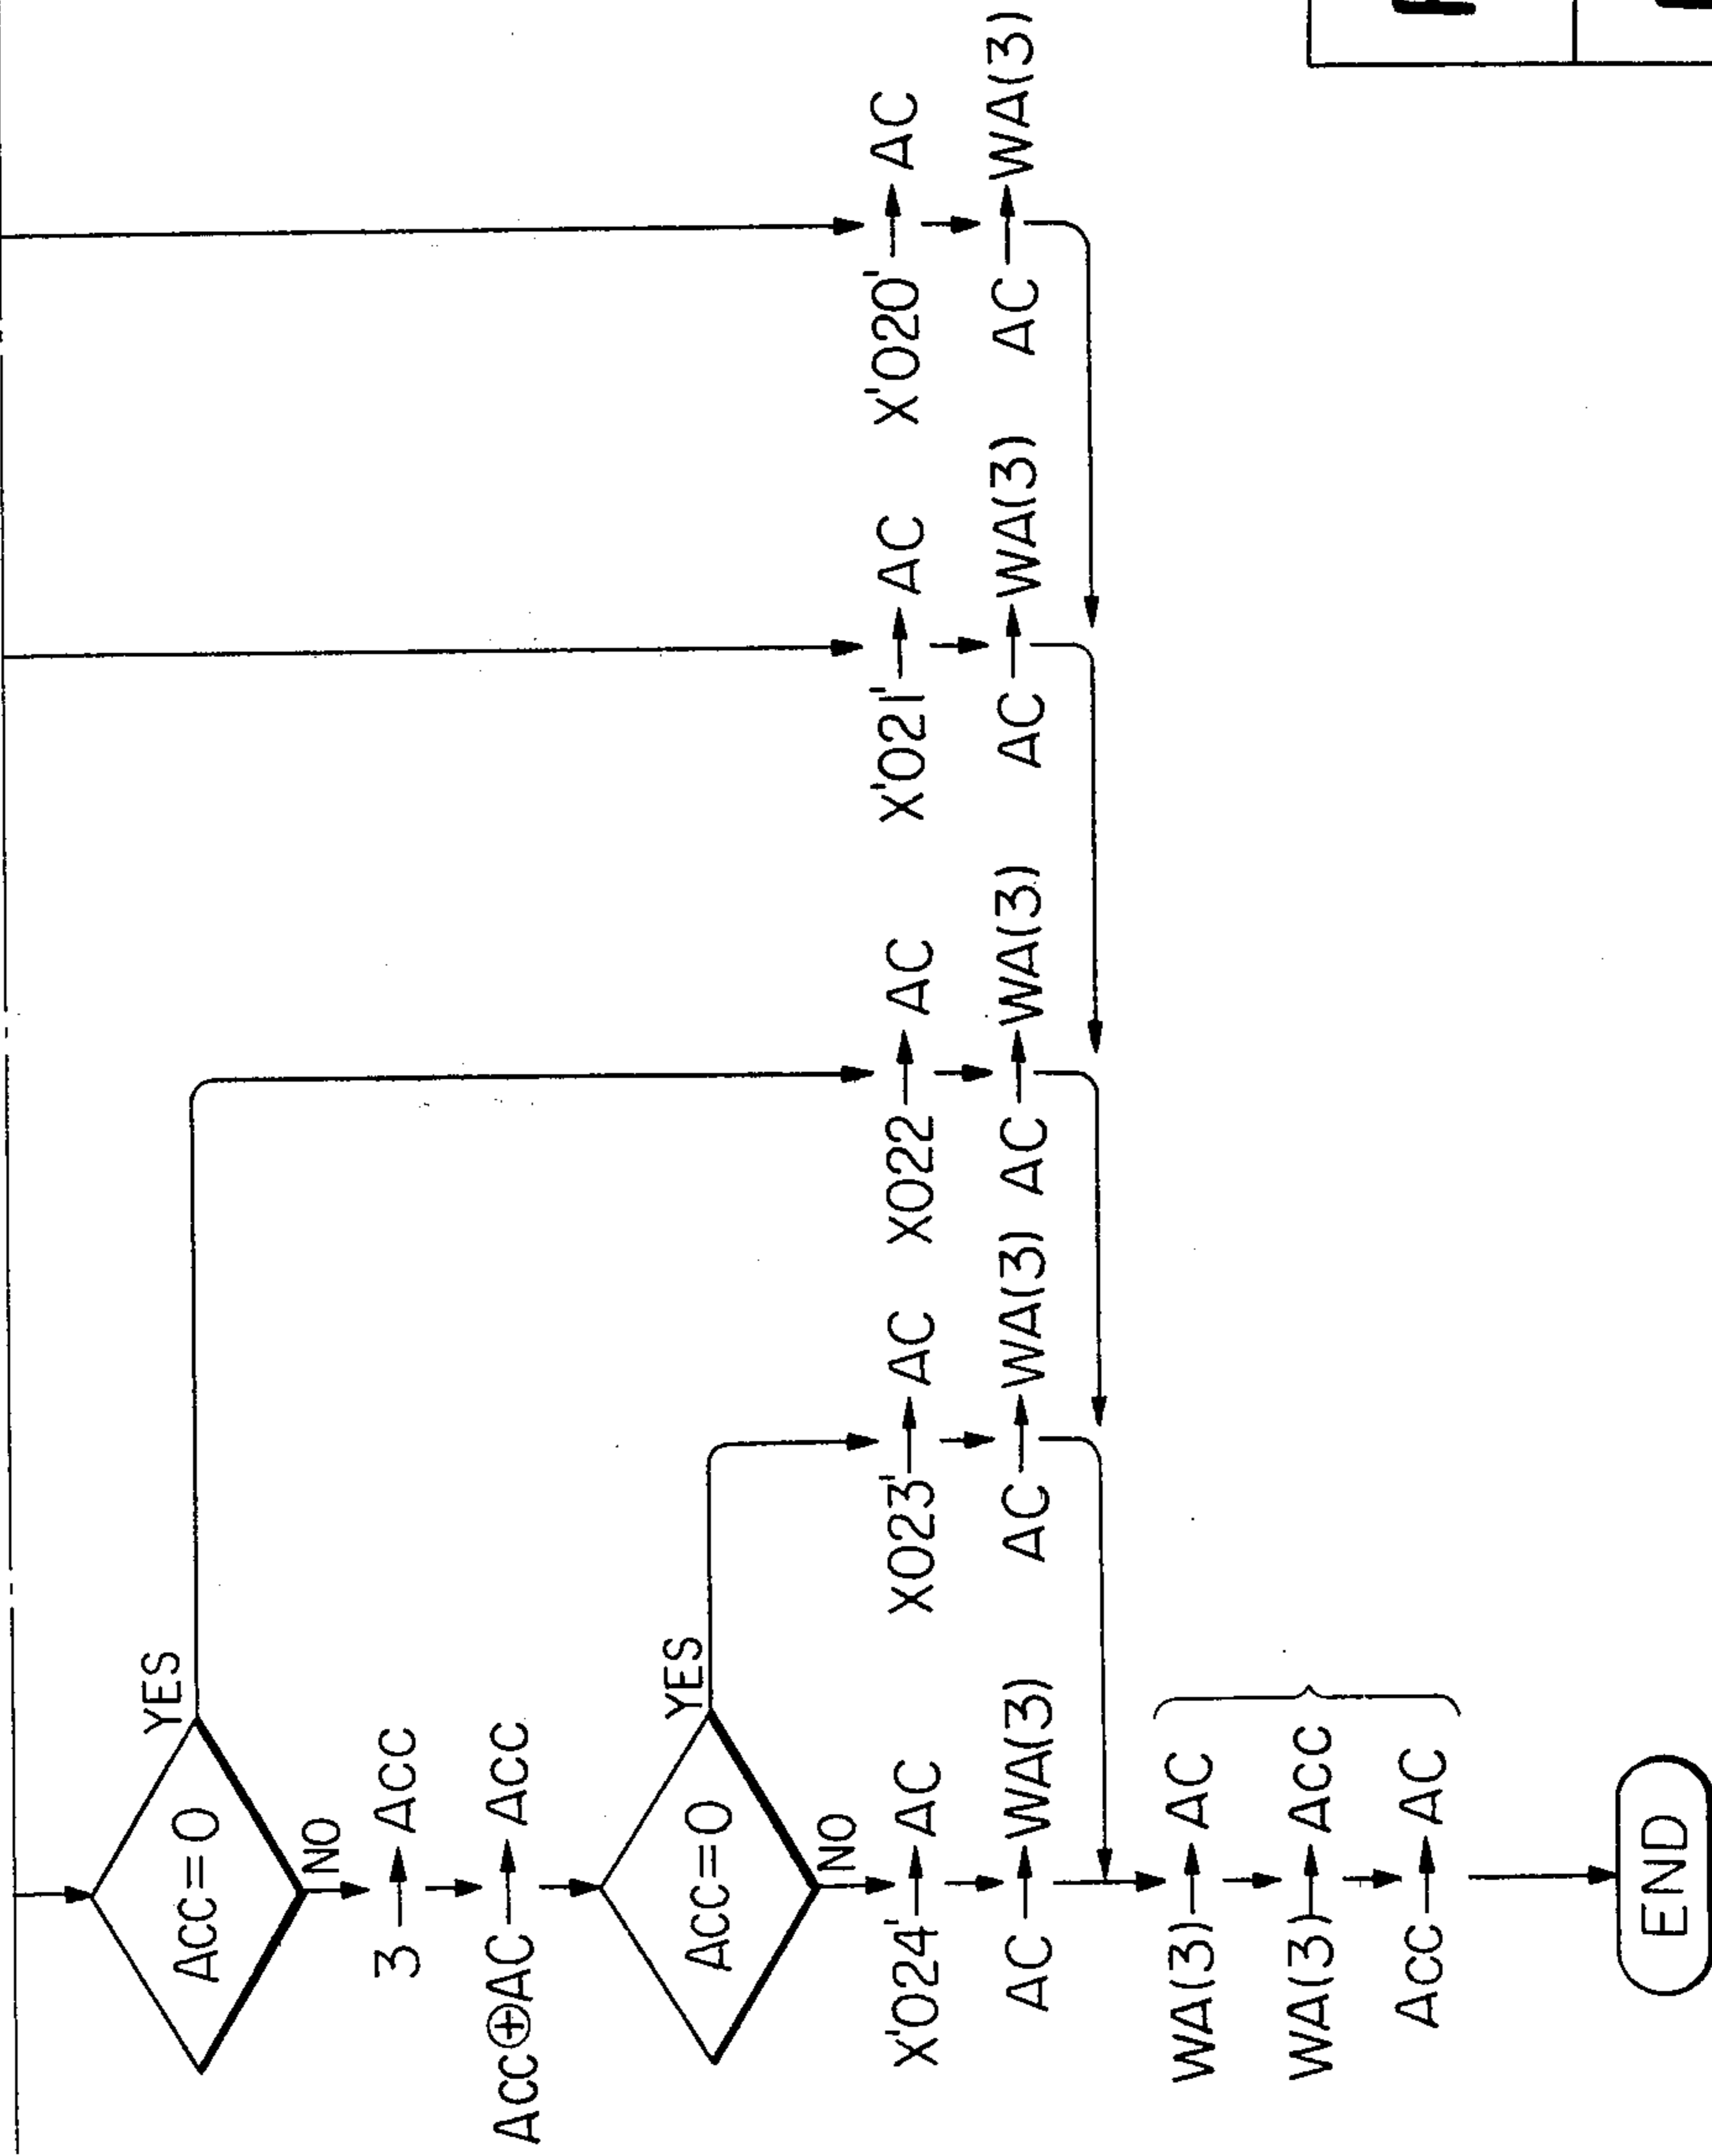 YES
ACC=0
NO
3 → ACC
ACC⊕AC → ACC
YES
ACC=0
NO
X'024' → AC
X023' → AC
X022 → AC
X'021' → AC
X'020' → AC
AC → WA(3)
AC → WA(3)
AC → WA(3)
AC → WA(3)
AC → WA(3)
WA(3) → AC
WA(3) → ACC
ACC → AC
END